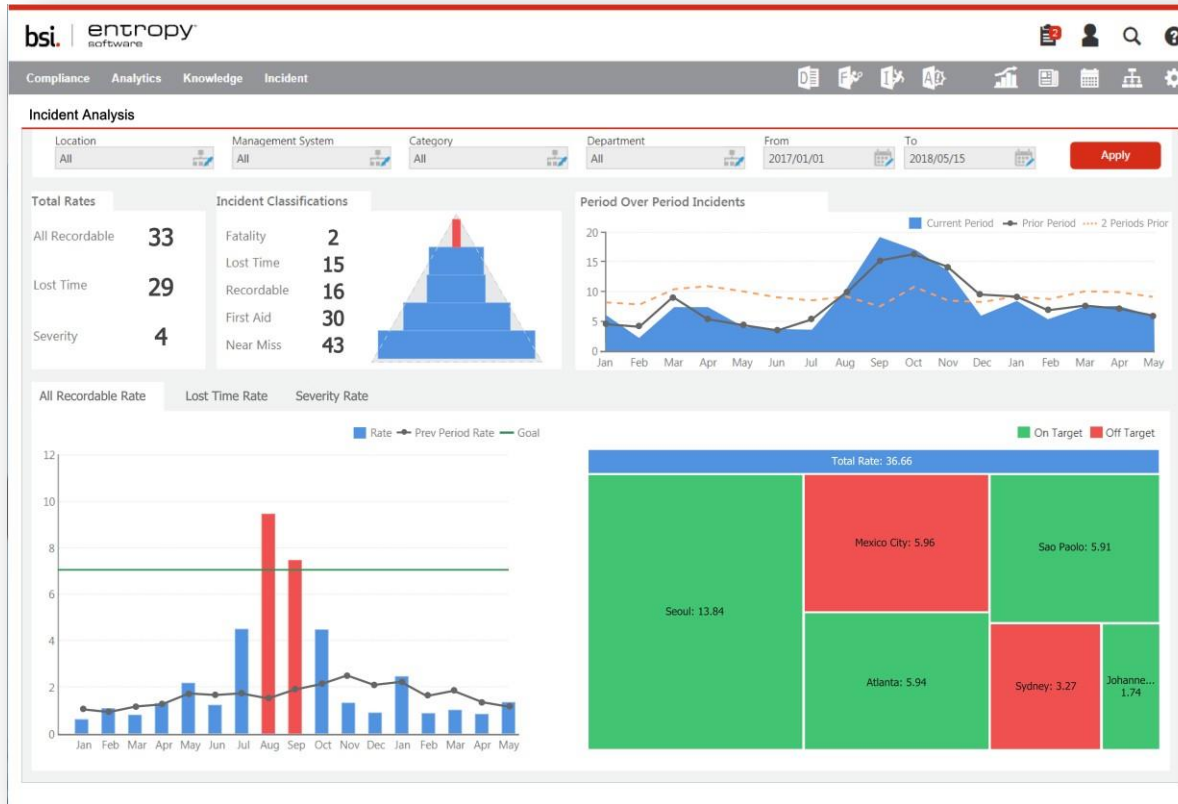 bsi. entropy™
software
2
Compliance Analytics Knowledge Incident
Incident Analysis
Location Management System Category Department From To
All All All All 2017/01/01 2018/05/15 Apply
Total Rates
All Recordable 33
Lost Time 29
Severity 4
Incident Classifications
Fatality 2
Lost Time 15
Recordable 16
First Aid 30
Near Miss 43
Period Over Period Incidents
Current Period Prior Period 2 Periods Prior
20
15
10
5
0
Jan Feb Mar Apr May Jun Jul Aug Sep Oct Nov Dec Jan Feb Mar Apr May
All Recordable Rate Lost Time Rate Severity Rate
Rate Prev Period Rate Goal
12
10
8
6
4
2
0
Jan Feb Mar Apr May Jun Jul Aug Sep Oct Nov Dec Jan Feb Mar Apr May
On Target Off Target
Total Rate: 36.66
Seoul: 13.84
Mexico City: 5.96
Sao Paolo: 5.91
Atlanta: 5.94
Sydney: 3.27
Johanne...
1.74